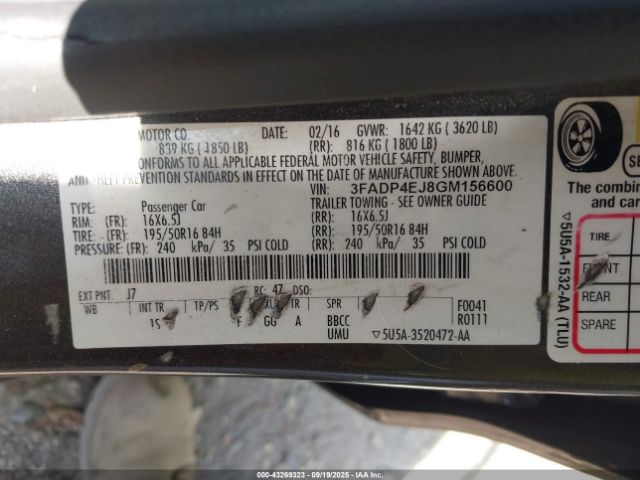 MOTOR CO. DATE: 02/16 GVWR: 1642 KG ( 3620 LB)
839 KG ( 1850 LB) (RR): 816 KG ( 1800 LB)
CONFORMS TO ALL APPLICABLE FEDERAL MOTOR VEHICLE SAFETY, BUMPER,
AND THEFT PREVENTION STANDARDS IN EFFECT ON THE DATE OF MANUFACTURE SHOWN ABOVE.
VIN: 3FADP4EJ8GM156600
TYPE: Passenger Car TRAILER TOWING - SEE OWNER GUIDE
RIM: (FR): 16X6.5J (RR): 16X6.5J
TIRE: (FR): 195/50R16 84H (RR): 195/50R16 84H
PRESSURE: (FR): 240 kPa/ 35 PSI COLD (RR): 240 kPa/ 35 PSI COLD
EXT PNT: J7 RC: 47 DSO:
WB INT TR TP/PS TR SPR F0041
1S F GG A BBCC R0111
UMU ▽5U5A-3520472-AA
The combin
and car
TIRE
FRONT
REAR
SPARE
▽5U5A-1532-AA (TLU)
000-43269323 - 09/19/2025 - IAAI.COM